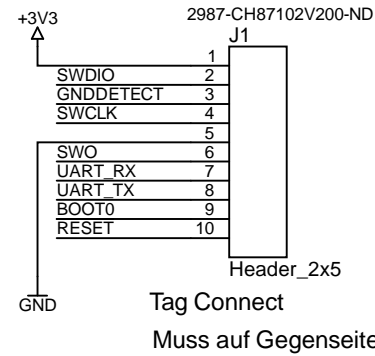 2987-CH87102V200-ND
+3V3
J1
1
SWDIO 2
GNDDETECT 3
SWCLK 4
5
SWO 6
UART_RX 7
UART_TX 8
BOOT0 9
RESET 10
Header_2x5
GND
Tag Connect
Muss auf Gegenseite